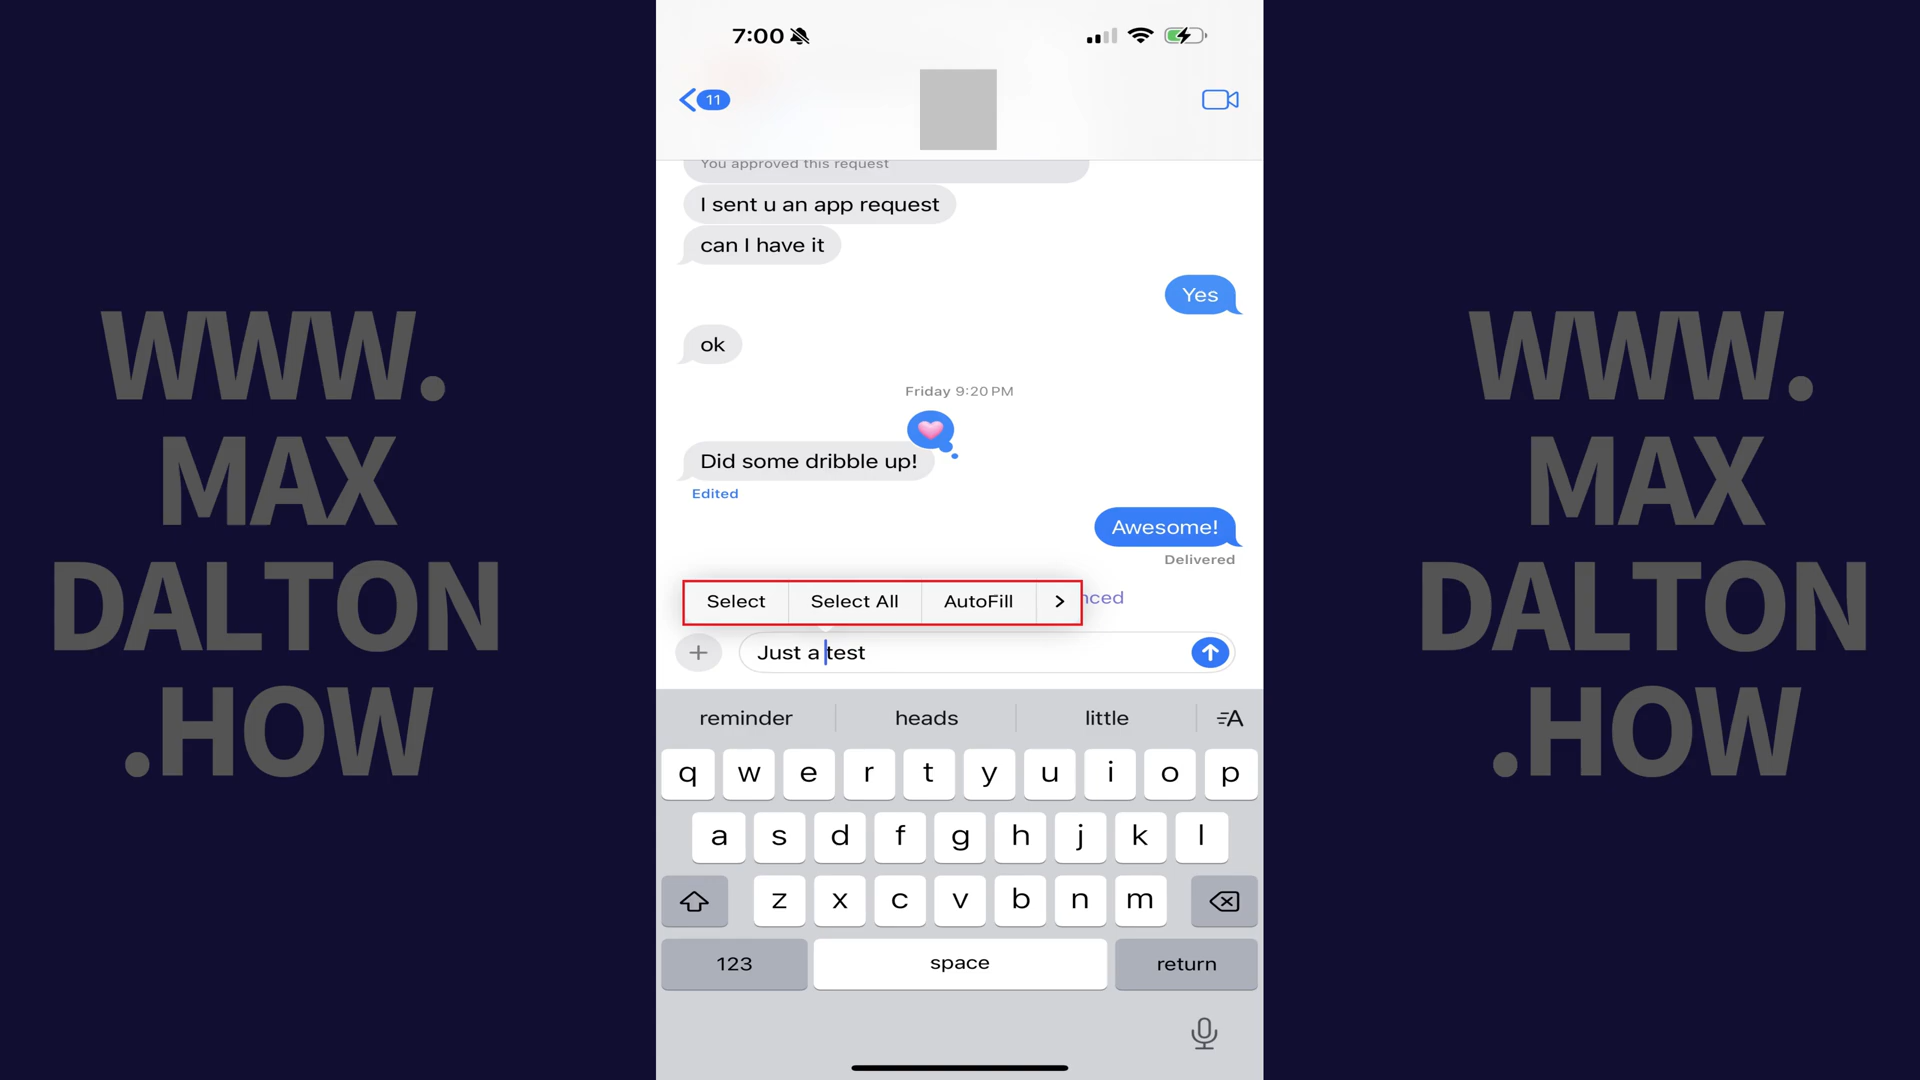 WWW.
MAX
DALTON
.HOW
7:00
11
You approved this request
I sent u an app request
can I have it
Yes
ok
Friday 9:20 PM
Did some dribble up!
Edited
Awesome!
Delivered
Select Select All AutoFill >
Just a test
reminder heads little A
q w e r t y u i o p
a s d f g h j k l
z x c v b n m
123 space return
WWW.
MAX
DALTON
.HOW